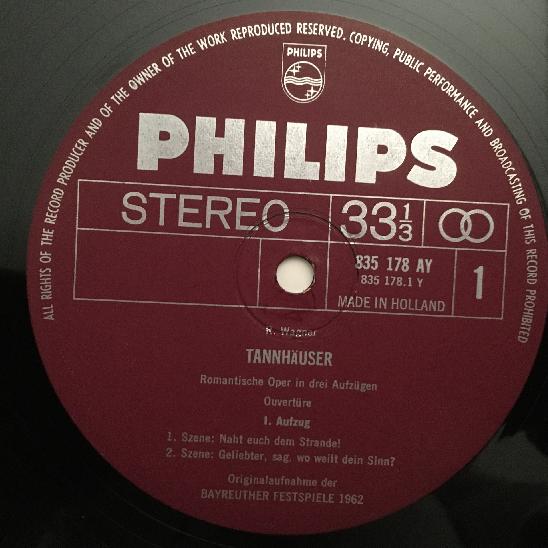 ALL RIGHTS OF THE RECORD PRODUCER AND OF THE OWNER OF THE WORK REPRODUCED RESERVED. COPYING, PUBLIC PERFORMANCE AND BROADCASTING OF THIS RECORD PROHIBITED
PHILIPS
PHILIPS
STEREO
33 1/3
835 178 AY
835 178.1 Y
1
MADE IN HOLLAND
R. Wagner
TANNHÄUSER
Romantische Oper in drei Aufzügen
Ouvertüre
I. Aufzug
1. Szene: Naht euch dem Strande!
2. Szene: Geliebter, sag, wo weilt dein Sinn?
Originalaufnahme der
BAYREUTHER FESTSPIELE 1962